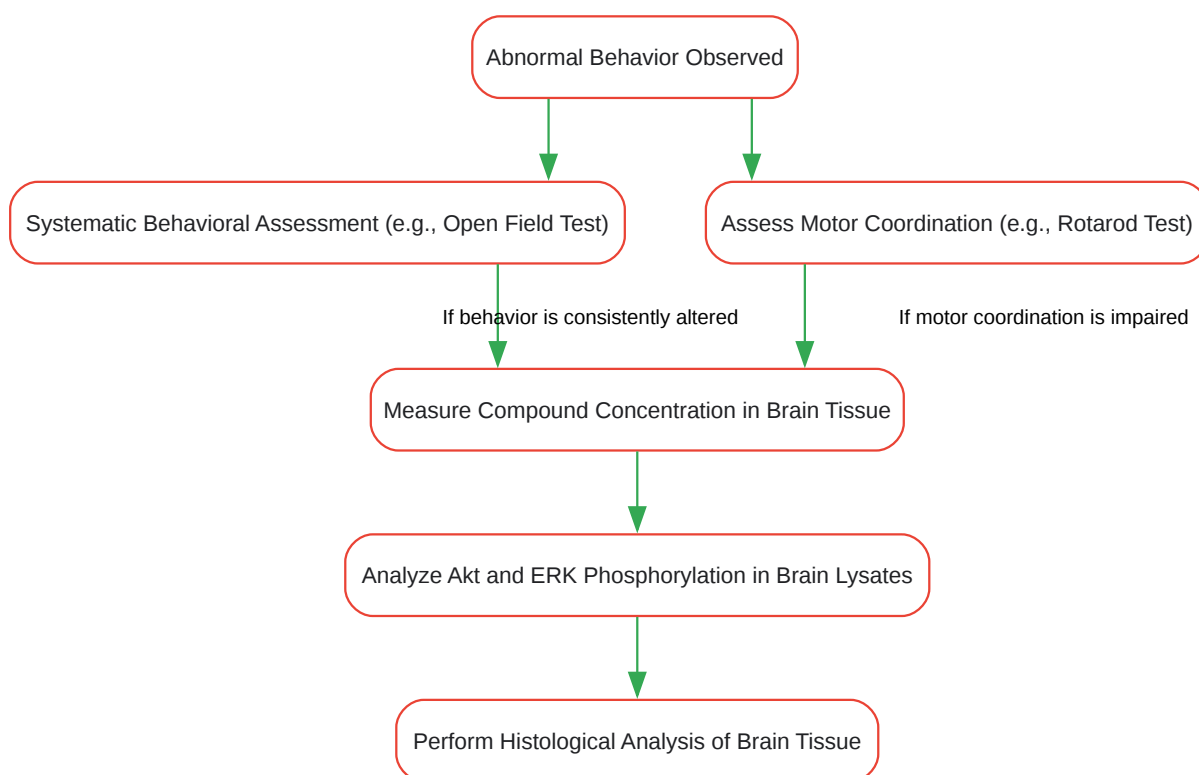 Abnormal Behavior Observed
Systematic Behavioral Assessment (e.g., Open Field Test)
Assess Motor Coordination (e.g., Rotarod Test)
If behavior is consistently altered
If motor coordination is impaired
Measure Compound Concentration in Brain Tissue
Analyze Akt and ERK Phosphorylation in Brain Lysates
Perform Histological Analysis of Brain Tissue